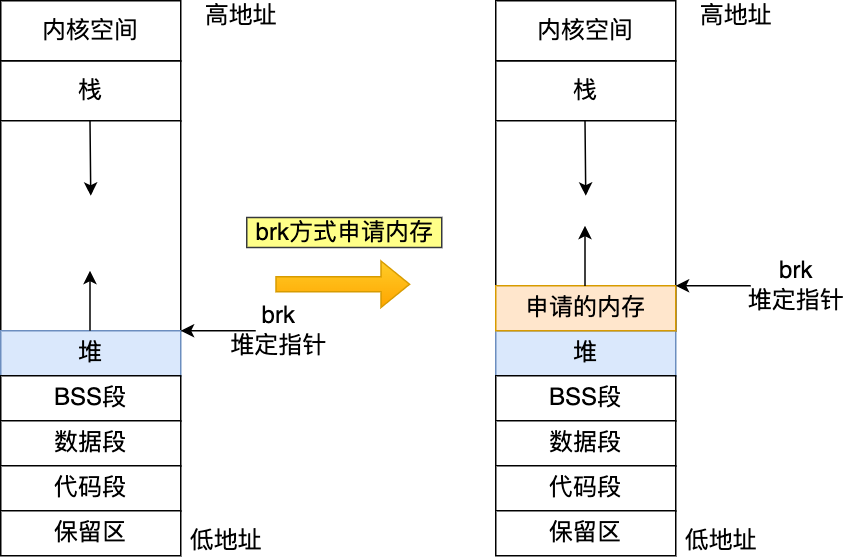 内核空间
高地址
栈
brk
堆定指针
堆
BSS段
数据段
代码段
保留区
低地址
brk方式申请内存
内核空间
高地址
栈
brk
堆定指针
申请的内存
堆
BSS段
数据段
代码段
保留区
低地址